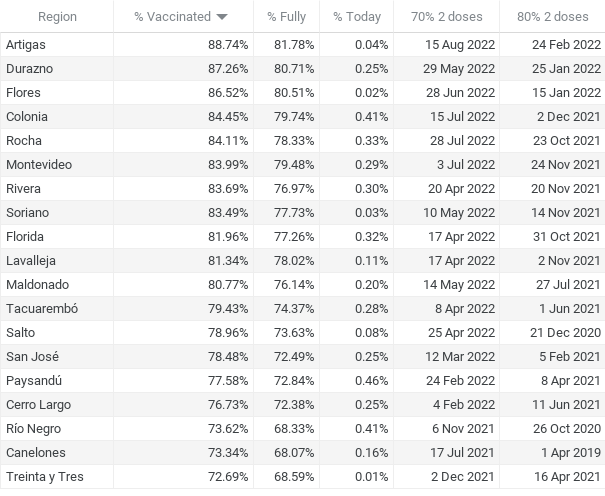 Region % Vaccinated % Fully % Today 70% 2 doses 80% 2 doses
Artigas 88.74% 81.78% 0.04% 15 Aug 2022 24 Feb 2022
Durazno 87.26% 80.71% 0.25% 29 May 2022 25 Jan 2022
Flores 86.52% 80.51% 0.02% 28 Jun 2022 15 Jan 2022
Colonia 84.45% 79.74% 0.41% 15 Jul 2022 2 Dec 2021
Rocha 84.11% 78.33% 0.33% 28 Jul 2022 23 Oct 2021
Montevideo 83.99% 79.48% 0.29% 3 Jul 2022 24 Nov 2021
Rivera 83.69% 76.97% 0.30% 20 Apr 2022 20 Nov 2021
Soriano 83.49% 77.73% 0.03% 10 May 2022 14 Nov 2021
Florida 81.96% 77.26% 0.32% 17 Apr 2022 31 Oct 2021
Lavalleja 81.34% 78.02% 0.11% 17 Apr 2022 2 Nov 2021
Maldonado 80.77% 76.14% 0.20% 14 May 2022 27 Jul 2021
Tacuarembó 79.43% 74.37% 0.28% 8 Apr 2022 1 Jun 2021
Salto 78.96% 73.63% 0.08% 25 Apr 2022 21 Dec 2020
San José 78.48% 72.49% 0.25% 12 Mar 2022 5 Feb 2021
Paysandú 77.58% 72.84% 0.46% 24 Feb 2022 8 Apr 2021
Cerro Largo 76.73% 72.38% 0.25% 4 Feb 2022 11 Jun 2021
Río Negro 73.62% 68.33% 0.41% 6 Nov 2021 26 Oct 2020
Canelones 73.34% 68.07% 0.16% 17 Jul 2021 1 Apr 2019
Treinta y Tres 72.69% 68.59% 0.01% 2 Dec 2021 16 Apr 2021